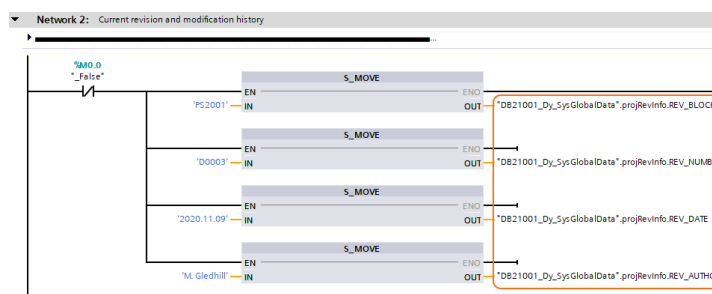 Network 2: Current revision and modification history
...
%M0.0
"_False"
S_MOVE
EN ENO
'PS2001' IN OUT "DB21001_Dy_SysGlobalData".projRevInfo.REV_BLOCK
S_MOVE
EN ENO
'D0003' IN OUT "DB21001_Dy_SysGlobalData".projRevInfo.REV_NUMB
S_MOVE
EN ENO
'2020.11.09' IN OUT "DB21001_Dy_SysGlobalData".projRevInfo.REV_DATE
S_MOVE
EN ENO
'M. Gledhill' IN OUT "DB21001_Dy_SysGlobalData".projRevInfo.REV_AUTHO